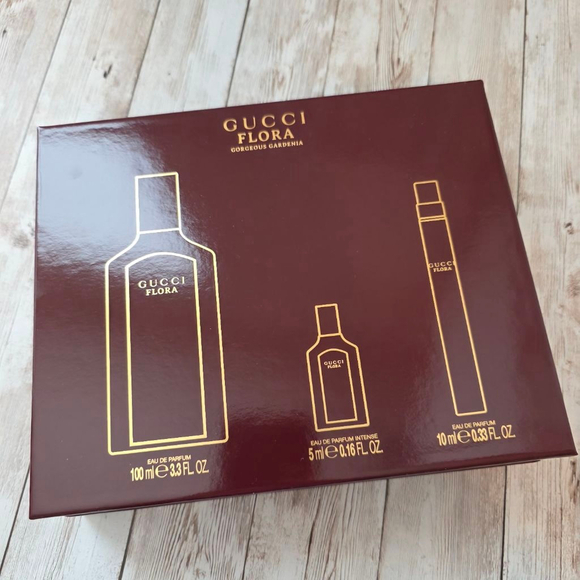 GUCCI
FLORA
GORGEOUS GARDENIA
GUCCI
FLORA
EAU DE PARFUM
100 ml e 3.3 FL. OZ.
GUCCI
FLORA
EAU DE PARFUM INTENSE
5 ml e 0.16 FL. OZ.
GUCCI
FLORA
EAU DE PARFUM
10 ml e 0.33 FL. OZ.